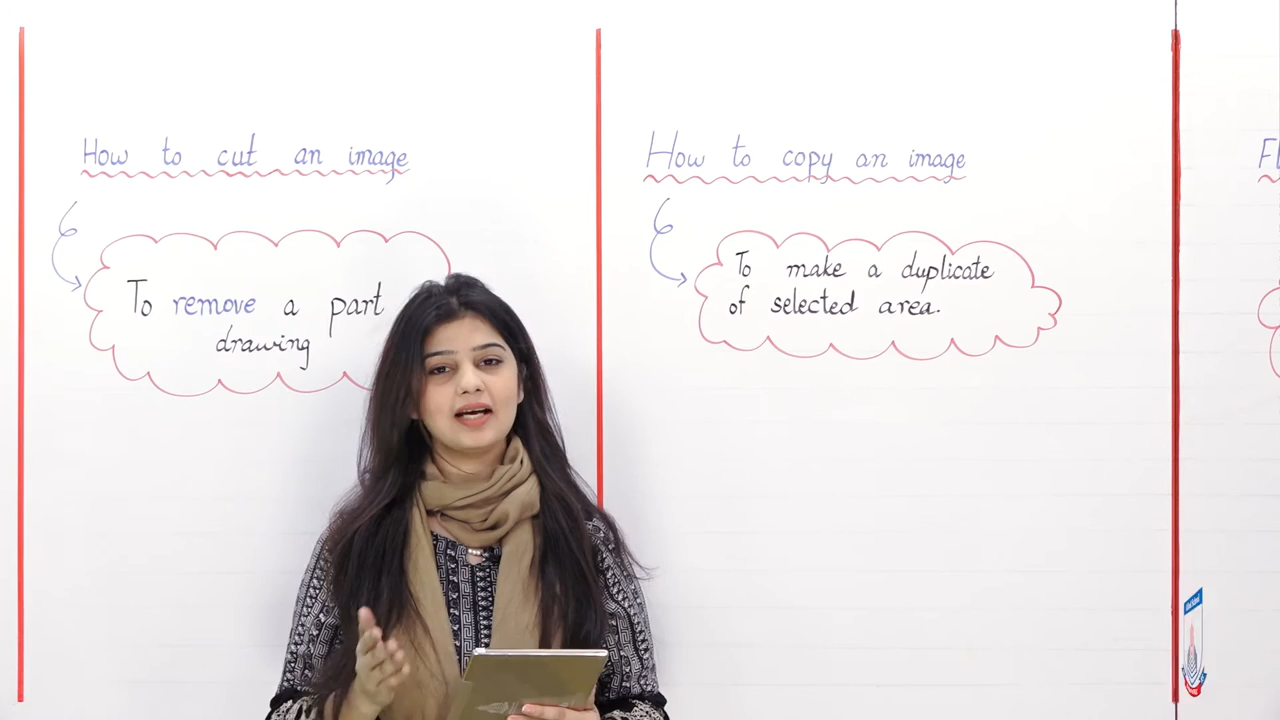 How to cut an image
To remove a part
drawing
How to copy an image
To make a duplicate
of selected area.